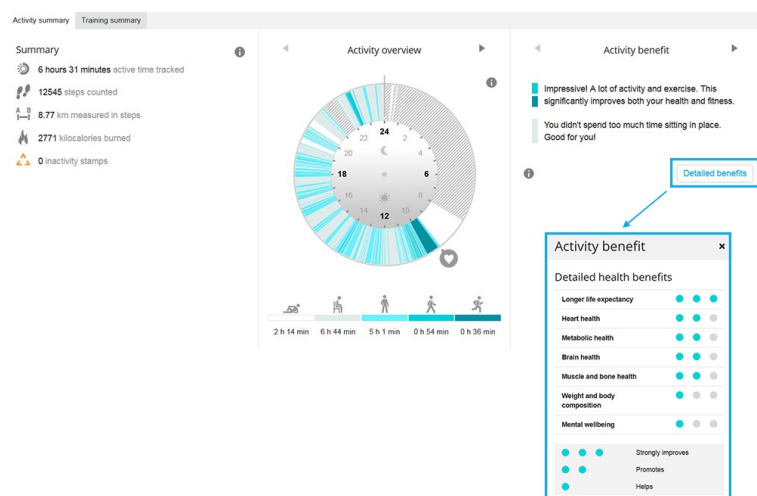 Activity summary
Training summary
Summary
6 hours 31 minutes active time tracked
12545 steps counted
A B
8.77 km measured in steps
2771 kilocalories burned
0 inactivity stamps
Activity overview
24
22 2
20 4
18 6
16 8
14 10
12
2 h 14 min 6 h 44 min 5 h 1 min 0 h 54 min 0 h 36 min
Activity benefit
Impressive! A lot of activity and exercise. This
significantly improves both your health and fitness.
You didn't spend too much time sitting in place.
Good for you!
Detailed benefits
Activity benefit ×
Detailed health benefits
Longer life expectancy
Heart health
Metabolic health
Brain health
Muscle and bone health
Weight and body
composition
Mental wellbeing
Strongly improves
Promotes
Helps